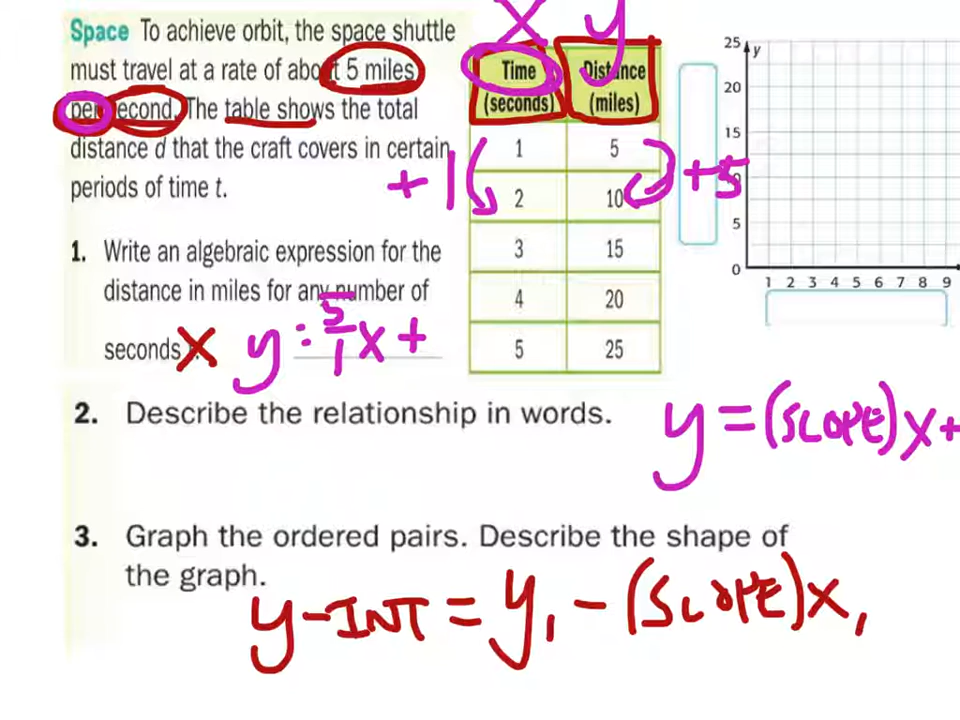 x y
Space To achieve orbit, the space shuttle
must travel at a rate of about 5 miles
per second. The table shows the total
distance d that the craft covers in certain
periods of time t.
Time (seconds) Distance (miles)
1 5
2 10
3 15
4 20
5 25
+1
+5
25 y
20
15
10
5
0
1 2 3 4 5 6 7 8 9
1. Write an algebraic expression for the
distance in miles for any number of
seconds X y = 5/1 x +
2. Describe the relationship in words.
y = (SLOPE) x +
3. Graph the ordered pairs. Describe the shape of
the graph.
y-INT = y₁ - (SLOPE) x₁